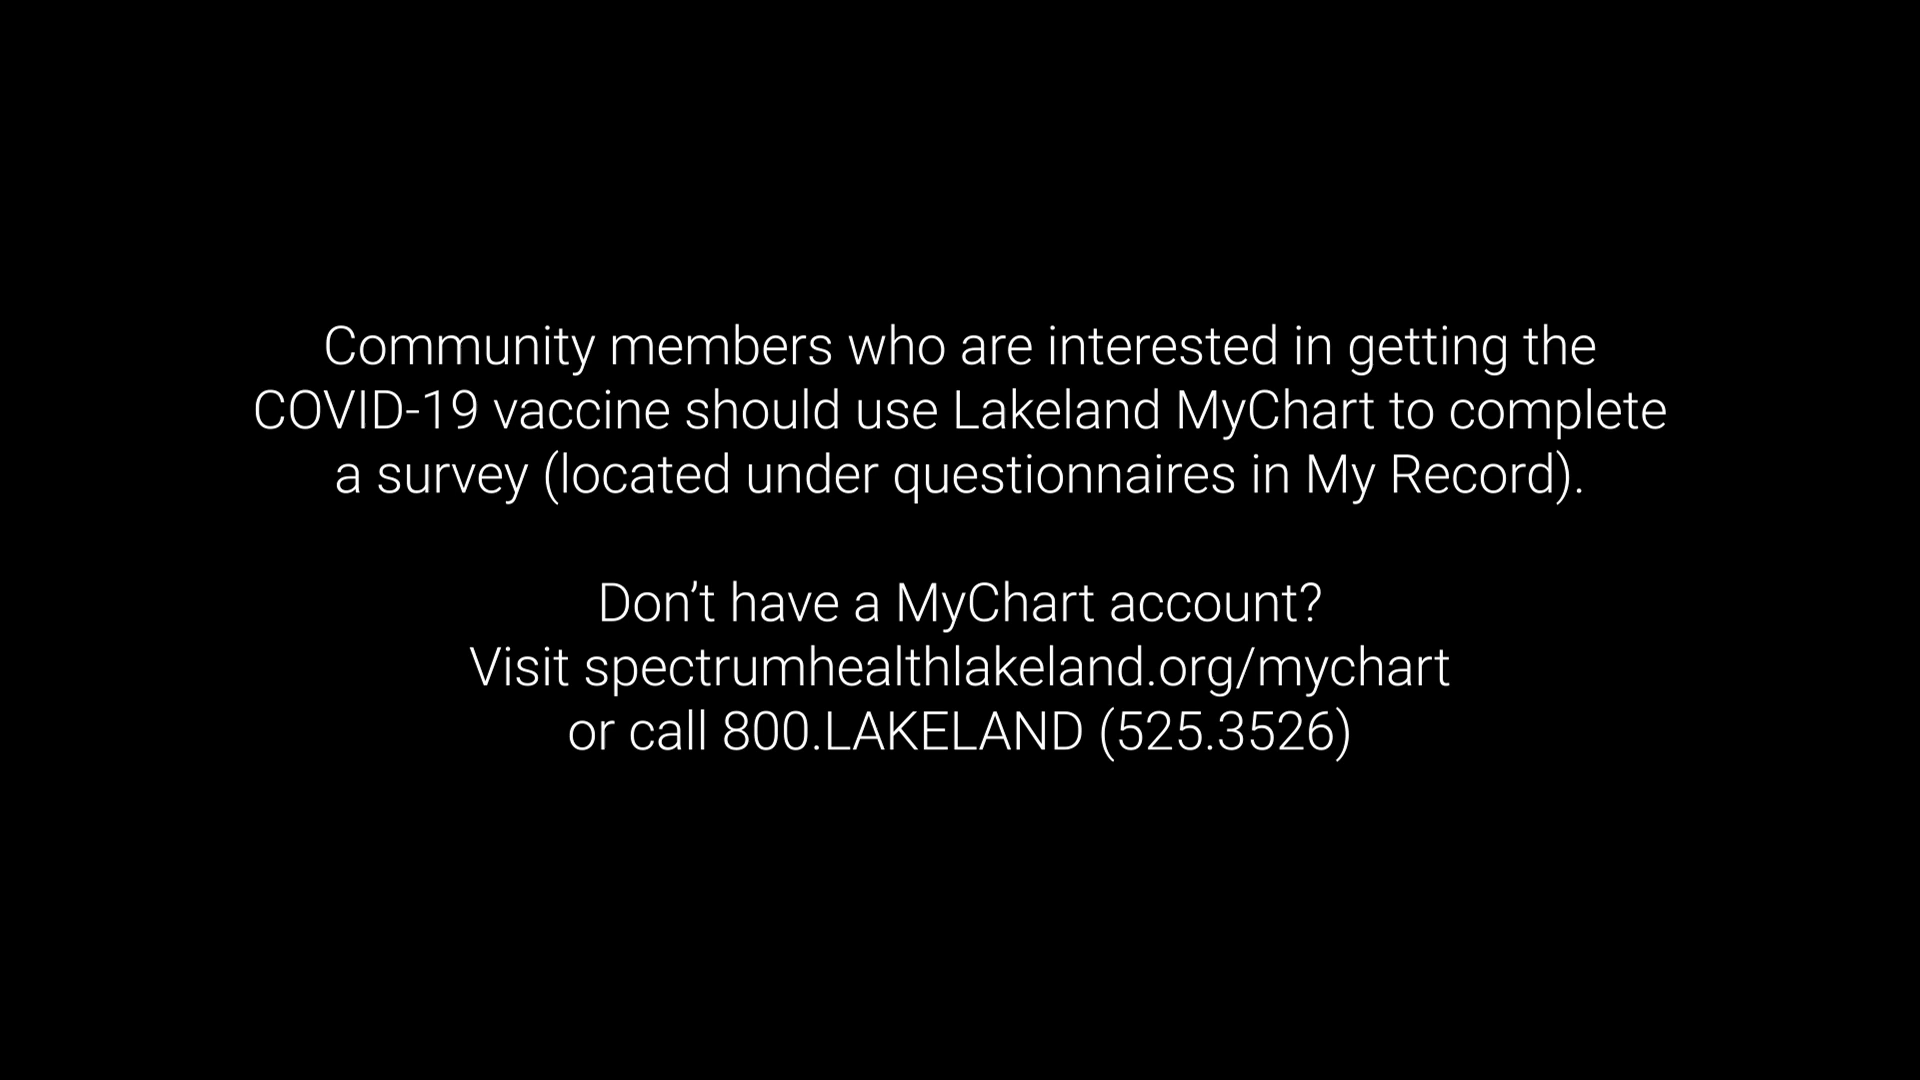 Community members who are interested in getting the
COVID-19 vaccine should use Lakeland MyChart to complete
a survey (located under questionnaires in My Record).
Don’t have a MyChart account?
Visit spectrumhealthlakeland.org/mychart
or call 800.LAKELAND (525.3526)